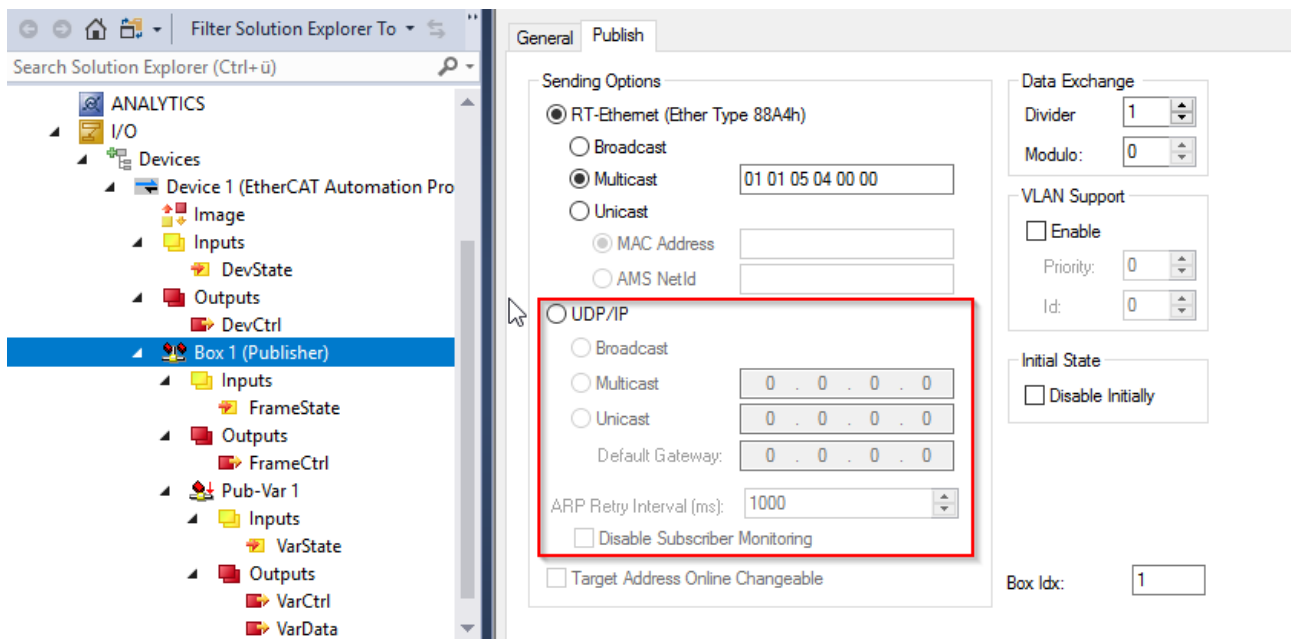 Filter Solution Explorer To
Search Solution Explorer (Ctrl+ü)
ANALYTICS
I/O
Devices
Device 1 (EtherCAT Automation Pro
Image
Inputs
DevState
Outputs
DevCtrl
Box 1 (Publisher)
Inputs
FrameState
Outputs
FrameCtrl
Pub-Var 1
Inputs
VarState
Outputs
VarCtrl
VarData
General Publish
Sending Options
RT-Ethernet (Ether Type 88A4h)
Broadcast
Multicast 01 01 05 04 00 00
Unicast
MAC Address
AMS NetId
UDP/IP
Broadcast
Multicast 0 . 0 . 0 . 0
Unicast 0 . 0 . 0 . 0
Default Gateway: 0 . 0 . 0 . 0
ARP Retry Interval (ms): 1000
Disable Subscriber Monitoring
Target Address Online Changeable
Data Exchange
Divider 1
Modulo: 0
VLAN Support
Enable
Priority: 0
Id: 0
Initial State
Disable Initially
Box Idx: 1